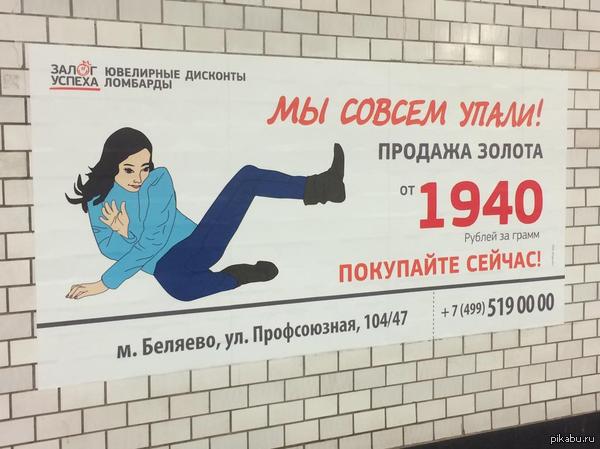 ЗАЛОГ УСПЕХА
ЮВЕЛИРНЫЕ ДИСКОНТЫ
ЛОМБАРДЫ
МЫ СОВСЕМ УПАЛИ!
ПРОДАЖА ЗОЛОТА
от 1940
Рублей за грамм
ПОКУПАЙТЕ СЕЙЧАС!
м. Беляево, ул. Профсоюзная, 104/47
+7 (499) 519 00 00
pikabu.ru